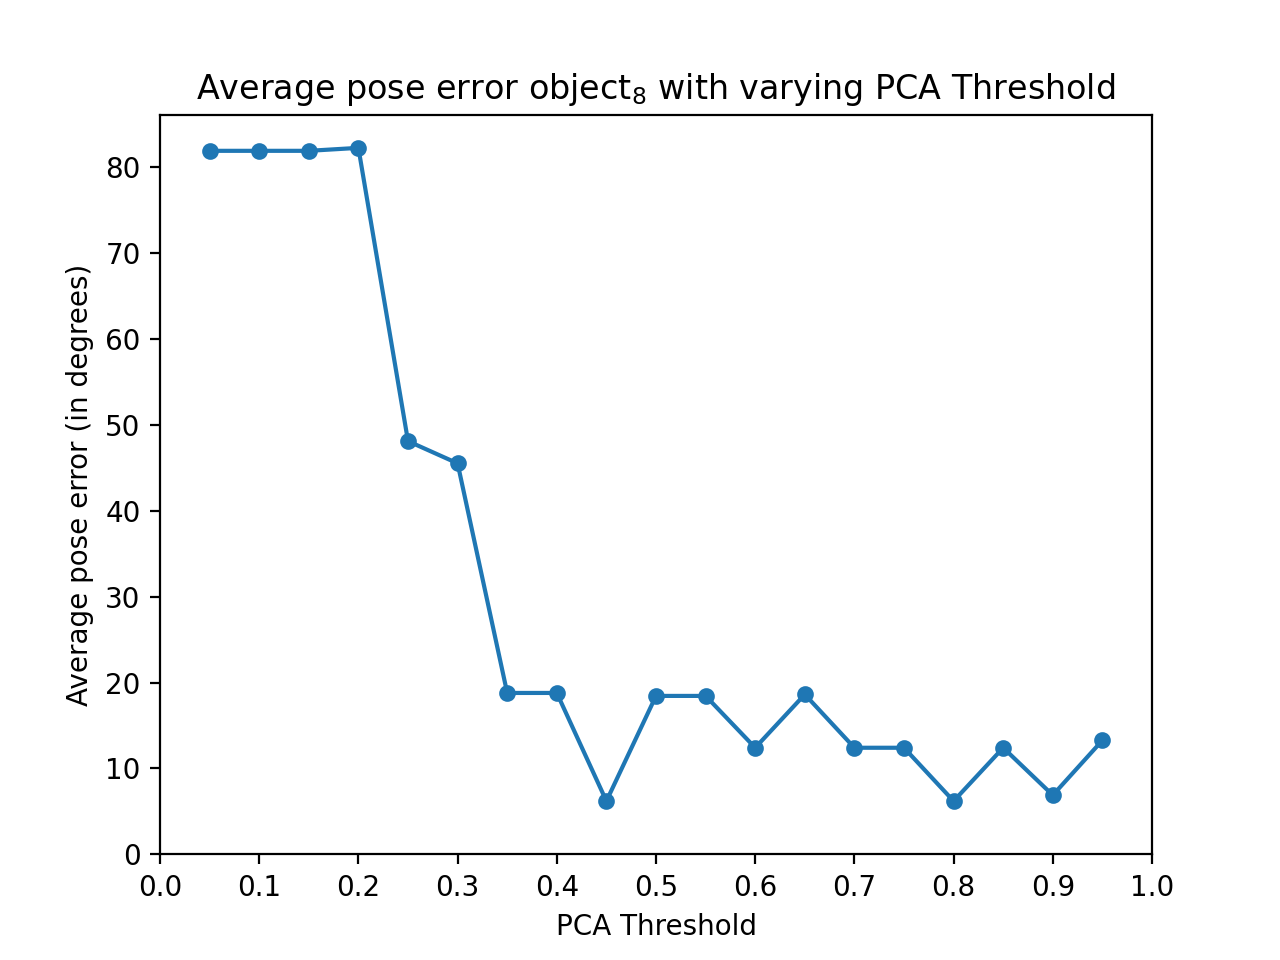 Average pose error object₈ with varying PCA Threshold
Average pose error (in degrees)
80
70
60
50
40
30
20
10
0
0.0 0.1 0.2 0.3 0.4 0.5 0.6 0.7 0.8 0.9 1.0
PCA Threshold